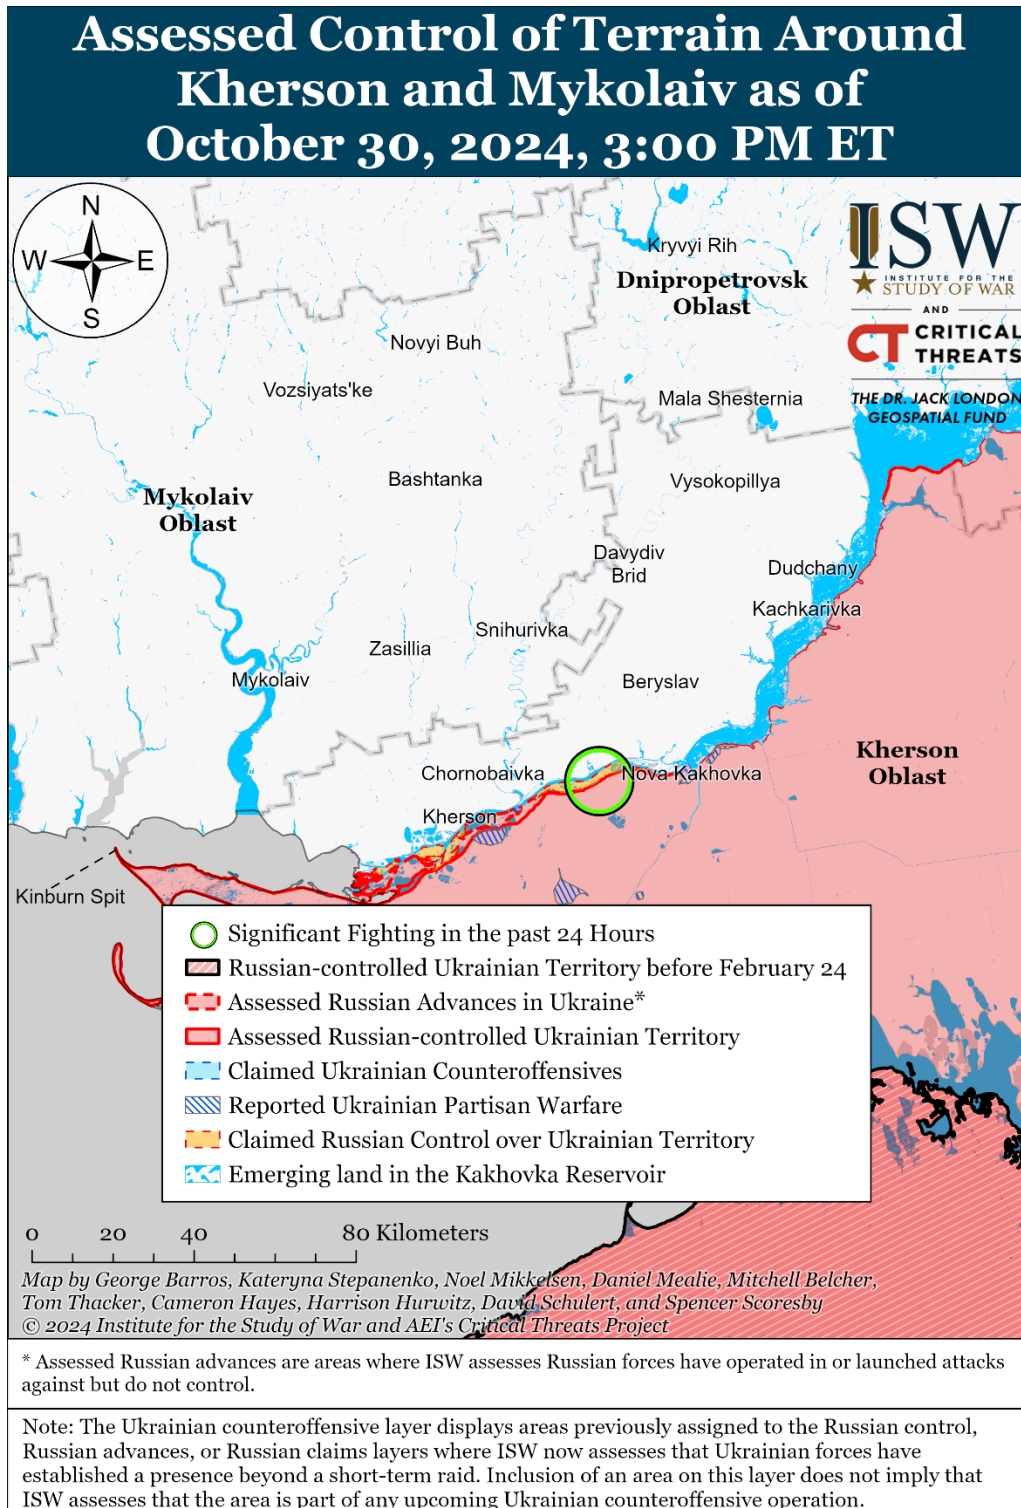 Assessed Control of Terrain Around
Kherson and Mykolaiv as of
October 30, 2024, 3:00 PM ET
N
W E
S
ISW
INSTITUTE FOR THE
STUDY OF WAR
AND
CT CRITICAL
THREATS
THE DR. JACK LONDON
GEOSPATIAL FUND
Kryvyi Rih
Dnipropetrovsk
Oblast
Novyi Buh
Vozsiyats'ke
Mala Shesternia
Bashtanka
Vysokopillya
Mykolaiv
Oblast
Davydiv
Brid
Dudchany
Kachkarivka
Snihurivka
Zasillia
Mykolaiv
Beryslav
Kherson
Oblast
Chornobaivka
Nova Kakhovka
Kherson
Kinburn Spit
Significant Fighting in the past 24 Hours
Russian-controlled Ukrainian Territory before February 24
Assessed Russian Advances in Ukraine*
Assessed Russian-controlled Ukrainian Territory
Claimed Ukrainian Counteroffensives
Reported Ukrainian Partisan Warfare
Claimed Russian Control over Ukrainian Territory
Emerging land in the Kakhovka Reservoir
0 20 40 80 Kilometers
Map by George Barros, Kateryna Stepanenko, Noel Mikkelsen, Daniel Mealie, Mitchell Belcher,
Tom Thacker, Cameron Hayes, Harrison Hurwitz, David Schulert, and Spencer Scoresby
© 2024 Institute for the Study of War and AEI's Critical Threats Project
* Assessed Russian advances are areas where ISW assesses Russian forces have operated in or launched attacks
against but do not control.
Note: The Ukrainian counteroffensive layer displays areas previously assigned to the Russian control,
Russian advances, or Russian claims layers where ISW now assesses that Ukrainian forces have
established a presence beyond a short-term raid. Inclusion of an area on this layer does not imply that
ISW assesses that the area is part of any upcoming Ukrainian counteroffensive operation.